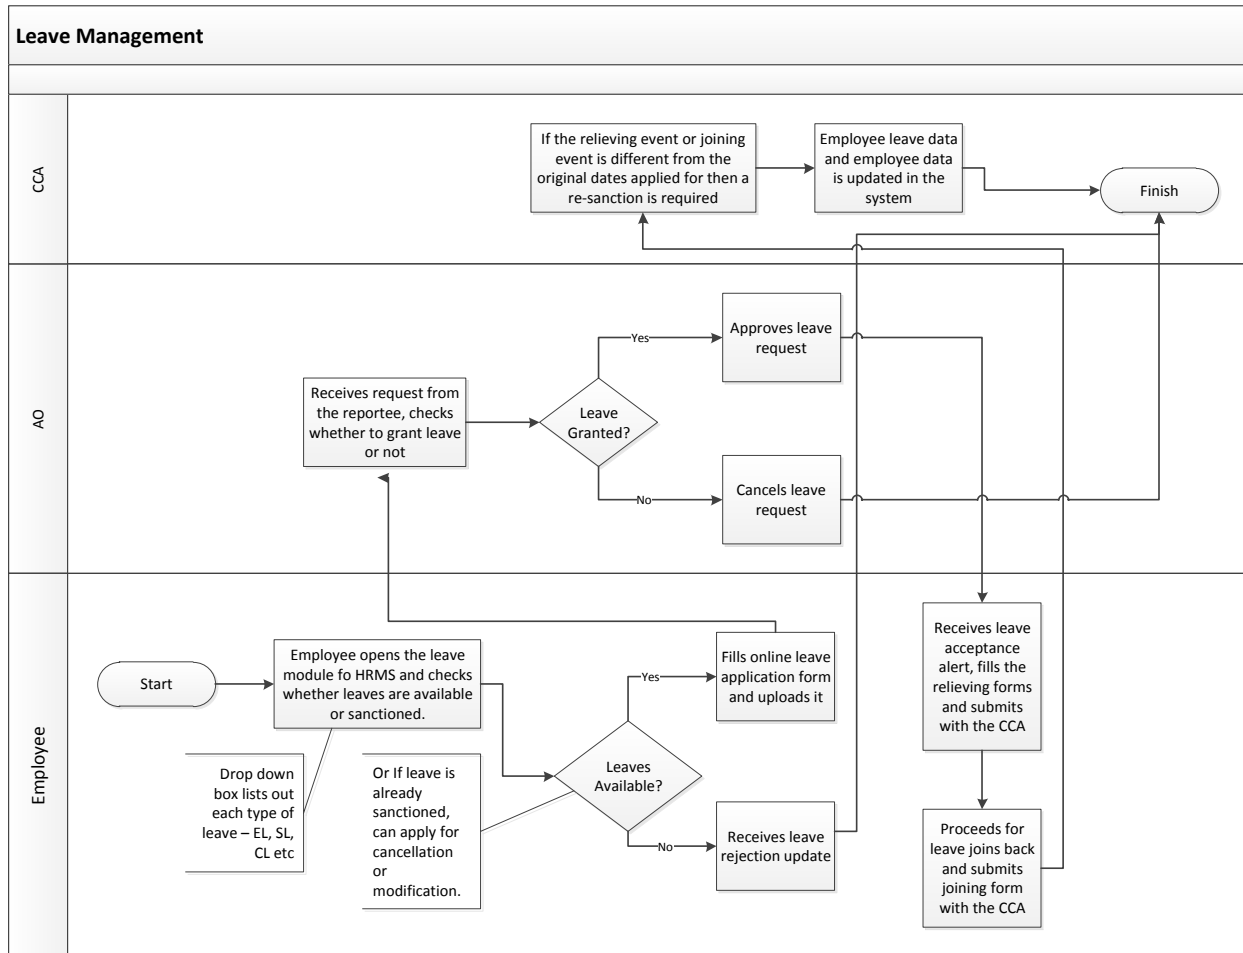 Leave Management
CCA
If the relieving event or joining
event is different from the
original dates applied for then a
re-sanction is required
Employee leave data
and employee data
is updated in the
system
Finish
AO
Receives request from
the reportee, checks
whether to grant leave
or not
Leave
Granted?
Yes
Approves leave
request
No
Cancels leave
request
Employee
Start
Employee opens the leave
module fo HRMS and checks
whether leaves are available
or sanctioned.
Drop down
box lists out
each type of
leave – EL, SL,
CL etc
Or If leave is
already
sanctioned,
can apply for
cancellation
or
modification.
Leaves
Available?
Yes
Fills online leave
application form
and uploads it
No
Receives leave
rejection update
Receives leave
acceptance
alert, fills the
relieving forms
and submits
with the CCA
Proceeds for
leave joins back
and submits
joining form
with the CCA